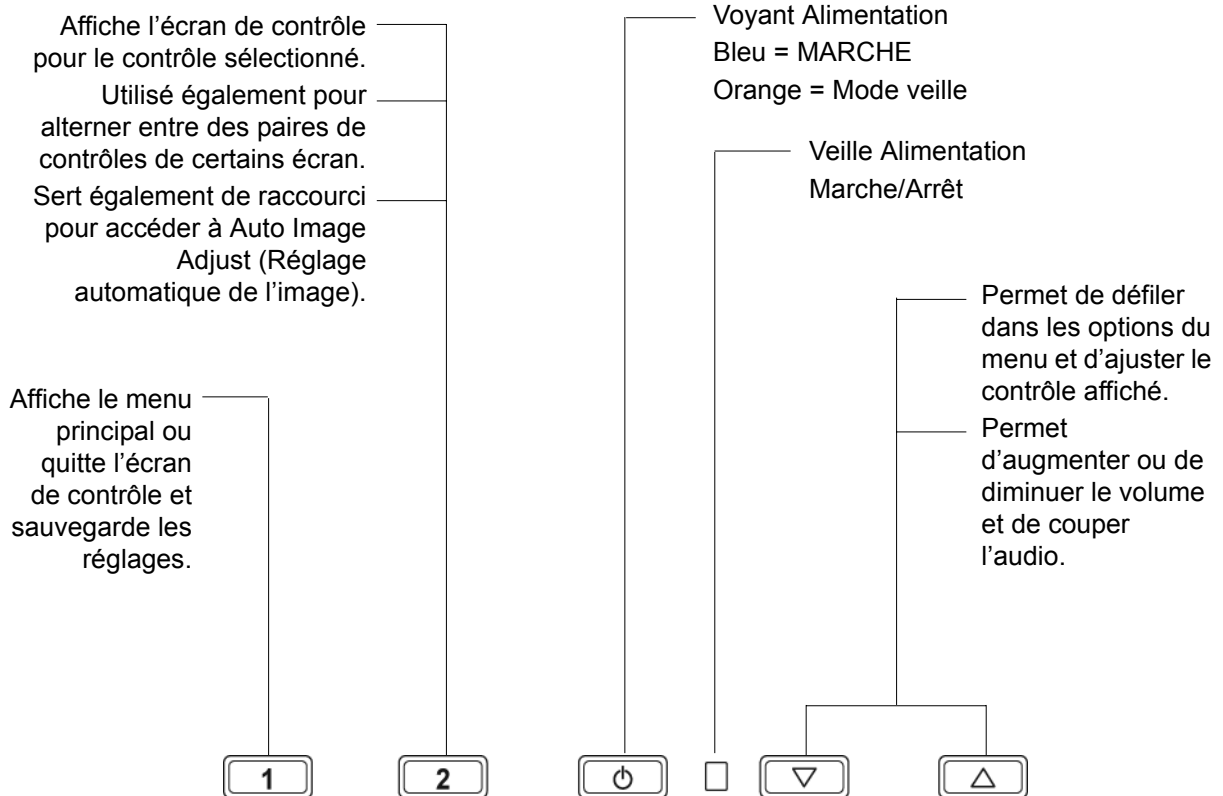 Affiche l’écran de contrôle
pour le contrôle sélectionné.
Utilisé également pour
alterner entre des paires de
contrôles de certains écran.
Sert également de raccourci
pour accéder à Auto Image
Adjust (Réglage
automatique de l’image).
Affiche le menu
principal ou
quitte l’écran
de contrôle et
sauvegarde les
réglages.
Voyant Alimentation
Bleu = MARCHE
Orange = Mode veille
Veille Alimentation
Marche/Arrêt
Permet de défiler
dans les options du
menu et d’ajuster le
contrôle affiché.
Permet
d’augmenter ou de
diminuer le volume
et de couper
l’audio.
1
2